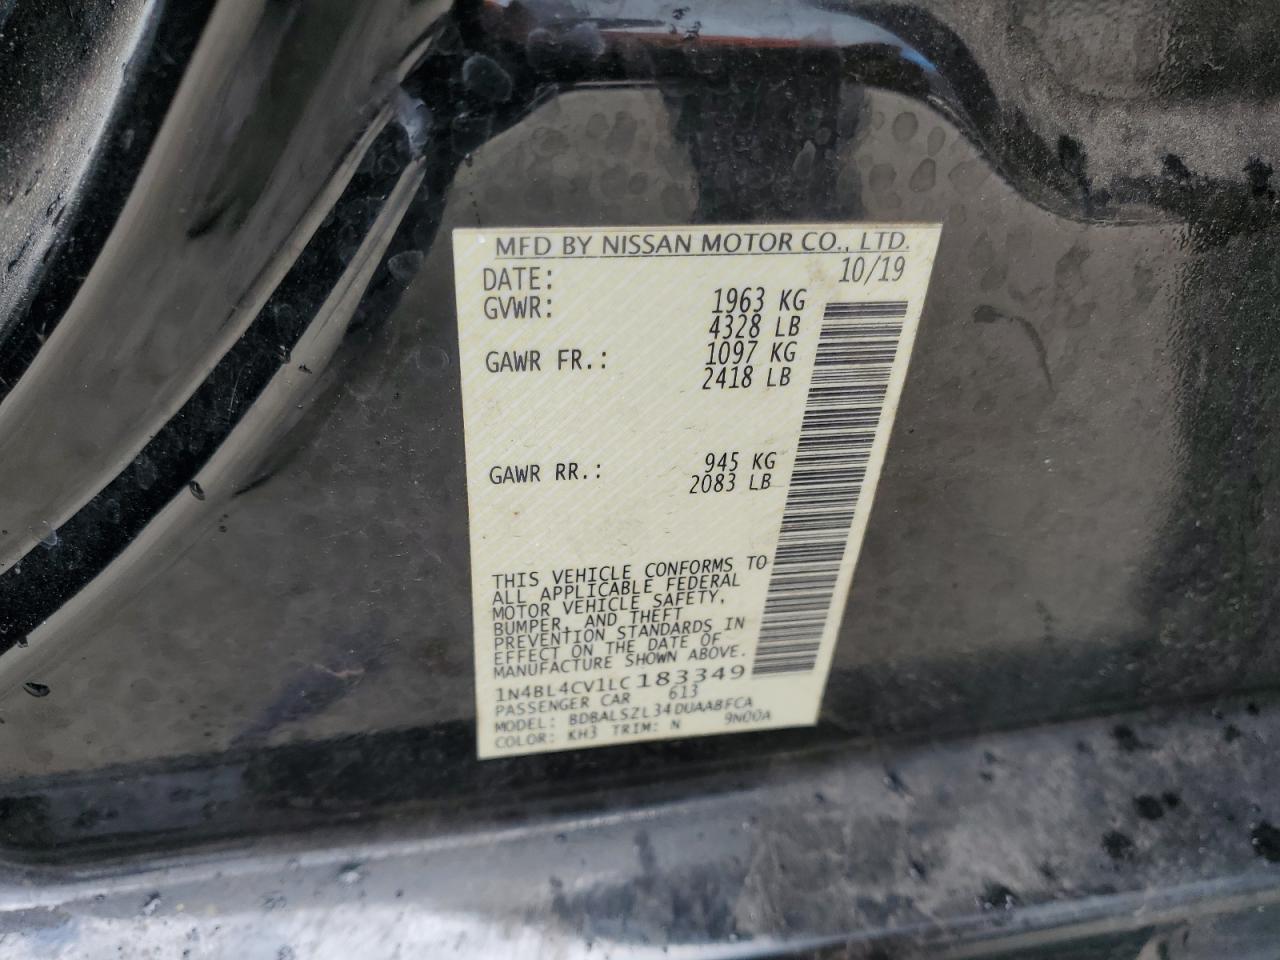 MFD BY NISSAN MOTOR CO., LTD.
DATE: 10/19
GVWR: 1963 KG
4328 LB
GAWR FR.: 1097 KG
2418 LB
GAWR RR.: 945 KG
2083 LB
THIS VEHICLE CONFORMS TO
ALL APPLICABLE FEDERAL
MOTOR VEHICLE SAFETY,
BUMPER, AND THEFT
PREVENTION STANDARDS IN
EFFECT ON THE DATE OF
MANUFACTURE SHOWN ABOVE.
1N4BL4CV1LC183349
PASSENGER CAR 613
MODEL: BDBALSZL34DUAABFCA
COLOR: KH3 TRIM: N 9N00A